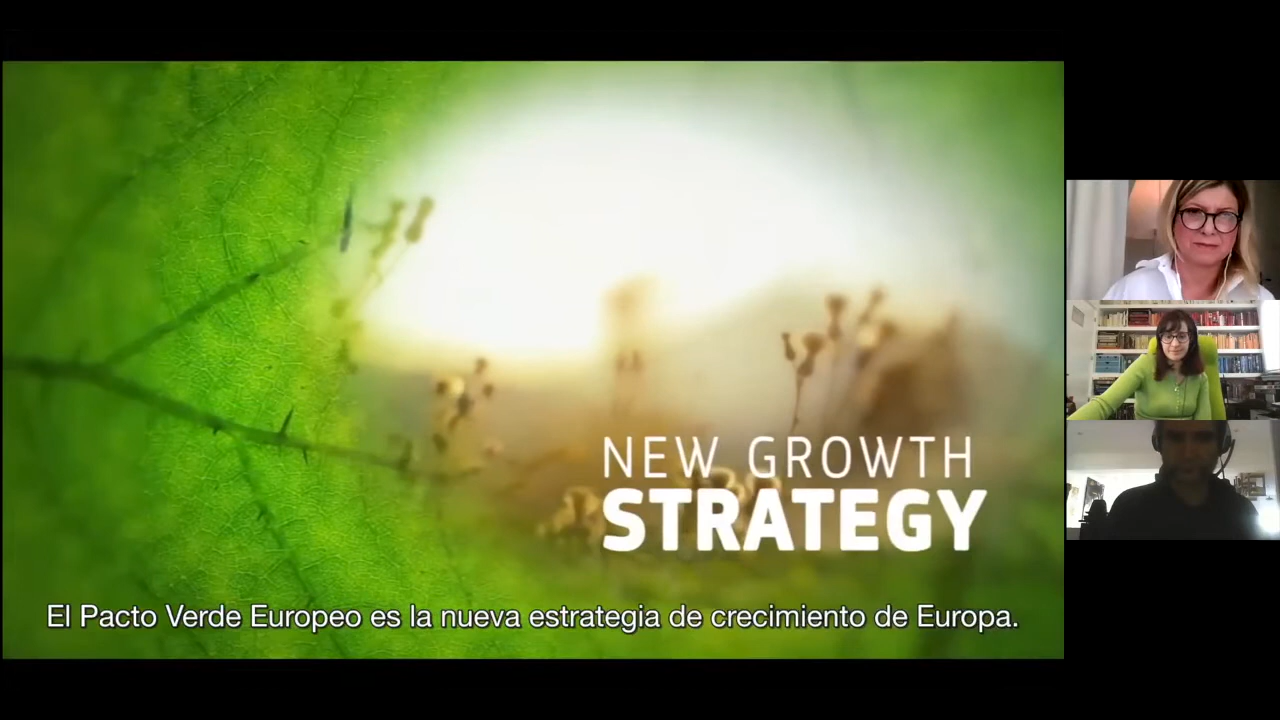 NEW GROWTH
STRATEGY
El Pacto Verde Europeo es la nueva estrategia de crecimiento de Europa.